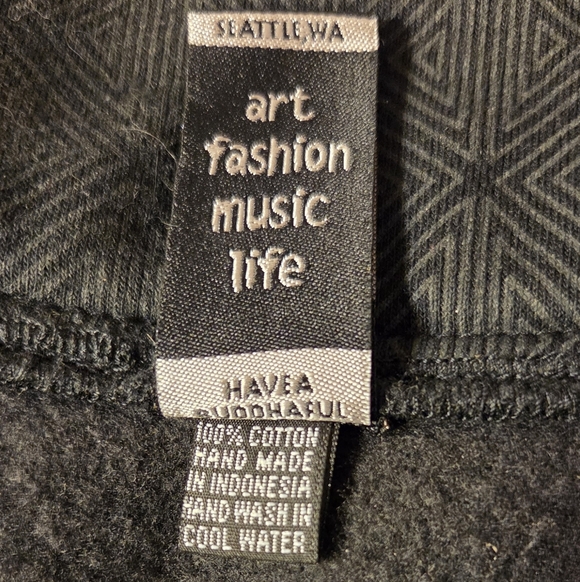 SEATTLE, WA
art
fashion
music
life
HAVE A
BUDDHAFUL
100% COTTON
HAND MADE
IN INDONESIA
HAND WASH IN
COOL WATER